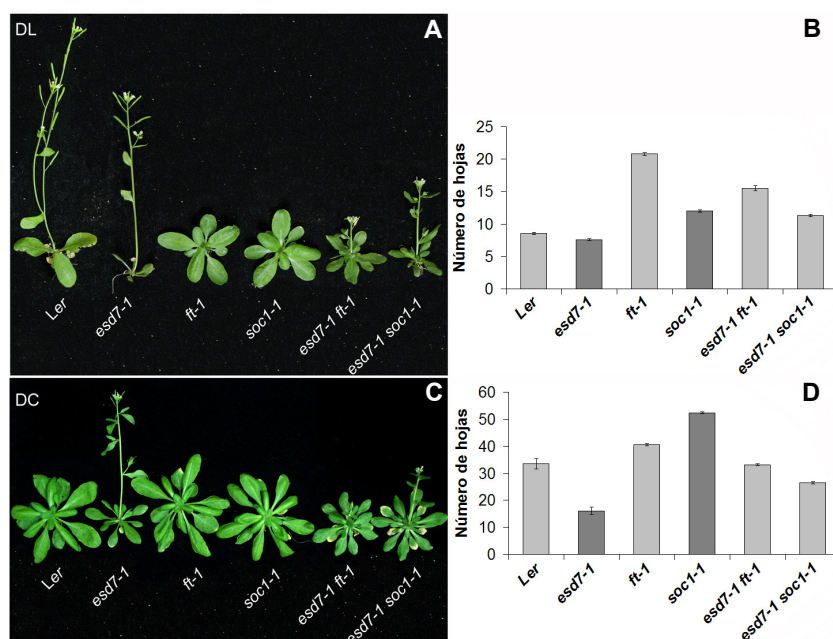 DL
A
Ler
esd7-1
ft-1
soc1-1
esd7-1 ft-1
esd7-1 soc1-1
B
Número de hojas
25
20
15
10
5
0
Ler
esd7-1
ft-1
soc1-1
esd7-1 ft-1
esd7-1 soc1-1
DC
C
Ler
esd7-1
ft-1
soc1-1
esd7-1 ft-1
esd7-1 soc1-1
D
Número de hojas
60
50
40
30
20
10
0
Ler
esd7-1
ft-1
soc1-1
esd7-1 ft-1
esd7-1 soc1-1